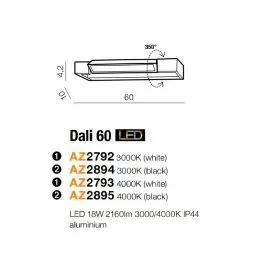 350°
4,2
10
60
Dali 60 LED
1 AZ2792 3000K (white)
2 AZ2894 3000K (black)
1 AZ2793 4000K (white)
2 AZ2895 4000K (black)
LED 18W 2160lm 3000/4000K IP44
aluminium